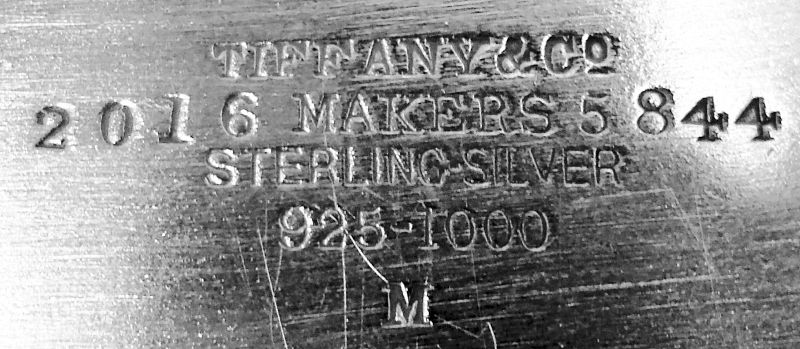 TIFFANY & Cº
2016 MAKERS 5844
STERLING-SILVER
925-1000
M